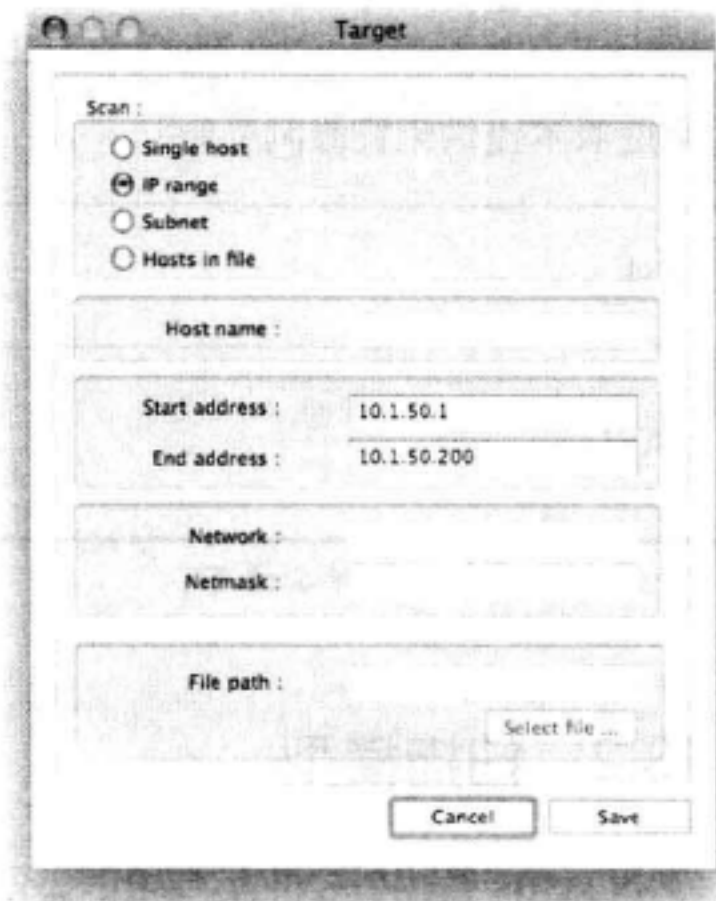 Target
Scan :
Single host
IP range
Subnet
Hosts in file
Host name :
Start address :
10.1.50.1
End address :
10.1.50.200
Network :
Netmask :
File path :
Select file ...
Cancel
Save